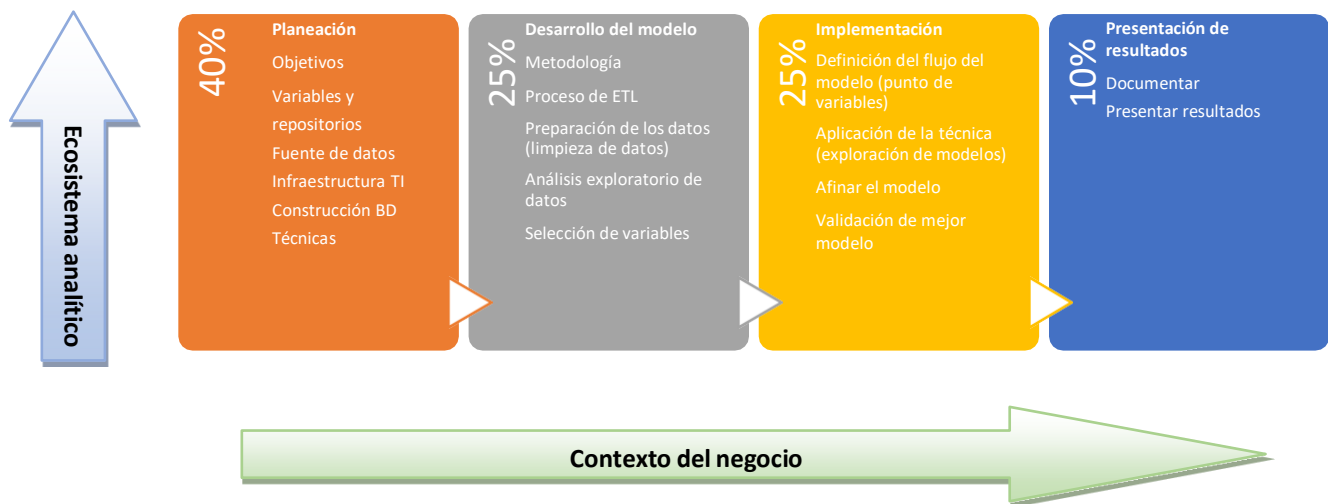 Ecosistema analítico
40%
Planeación
Objetivos
Variables y
repositorios
Fuente de datos
Infraestructura TI
Construcción BD
Técnicas
25%
Desarrollo del modelo
Metodología
Proceso de ETL
Preparación de los datos
(limpieza de datos)
Análisis exploratorio de
datos
Selección de variables
25%
Implementación
Definición del flujo del
modelo (punto de
variables)
Aplicación de la técnica
(exploración de modelos)
Afinar el modelo
Validación de mejor
modelo
10%
Presentación de
resultados
Documentar
Presentar resultados
Contexto del negocio